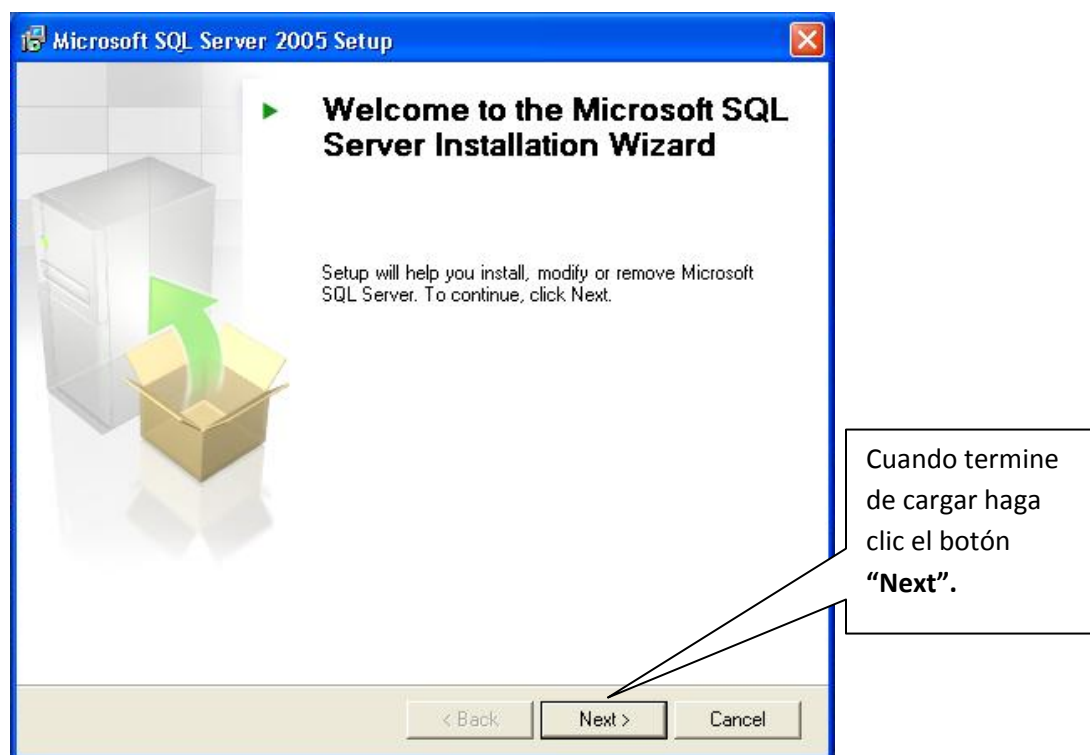 Microsoft SQL Server 2005 Setup
Welcome to the Microsoft SQL
Server Installation Wizard
Setup will help you install, modify or remove Microsoft
SQL Server. To continue, click Next.
Cuando termine
de cargar haga
clic el botón
“Next”.
< Back
Next >
Cancel